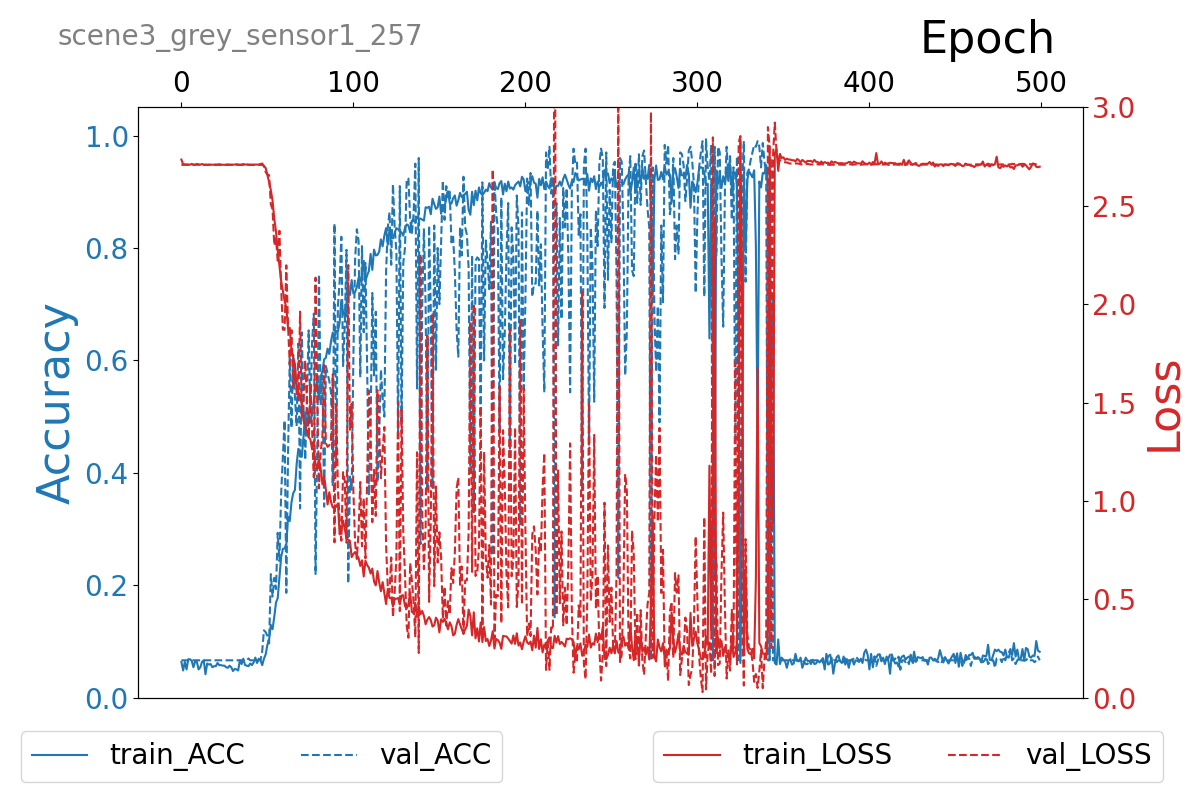 scene3_grey_sensor1_257
Epoch
0 100 200 300 400 500
1.0 3.0
0.8 2.5
0.6 2.0
0.4 1.5
0.2 1.0
0.0 0.5
0.0
Accuracy
Loss
train_ACC val_ACC train_LOSS val_LOSS